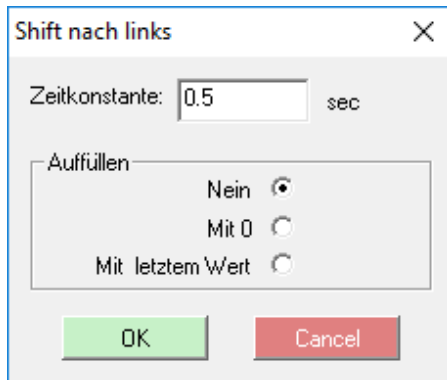 Shift nach links
Zeitkonstante: 0.5 sec
Auffüllen
Nein
Mit 0
Mit letztem Wert
OK Cancel